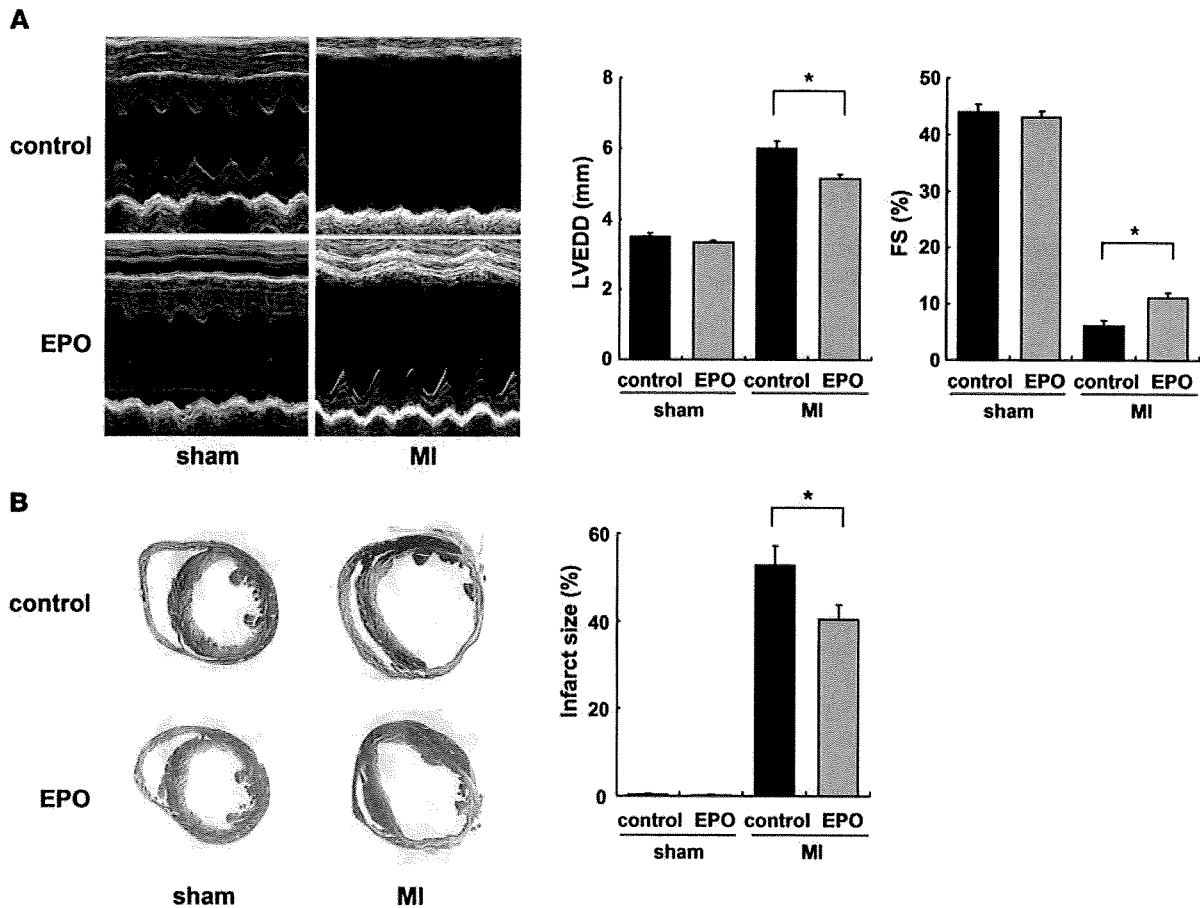 A
control
EPO
sham
MI
LVEDD (mm)
8
6
4
2
0
*
control EPO control EPO
sham MI
FS (%)
50
40
30
20
10
0
*
control EPO control EPO
sham MI
B
control
EPO
sham
MI
Infarct size (%)
60
40
20
0
*
control EPO control EPO
sham MI